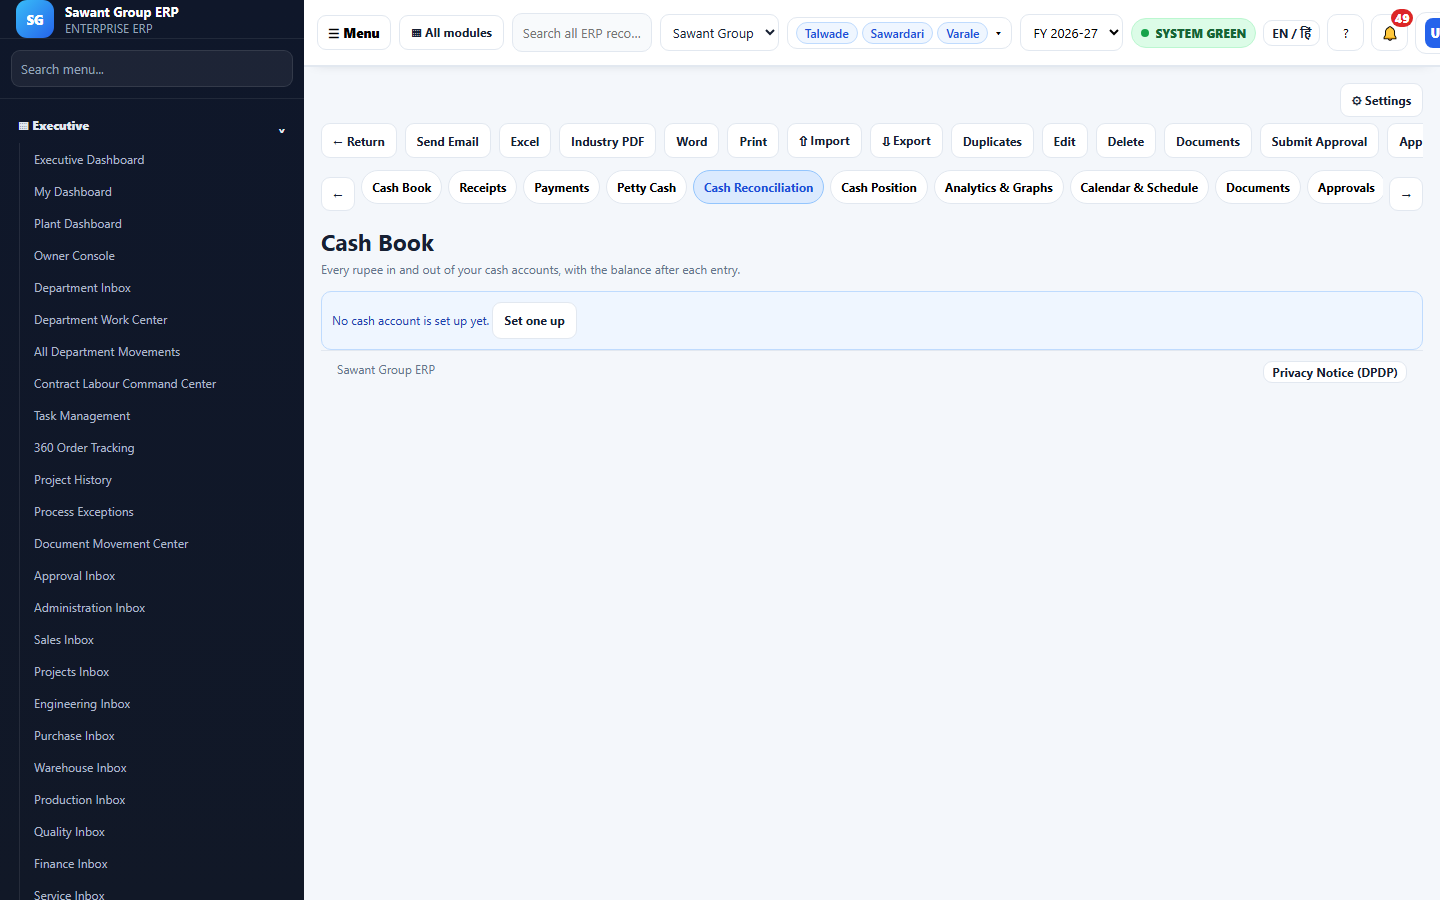 SG
Sawant Group ERP
ENTERPRISE ERP
Search menu...
Executive
Executive Dashboard
My Dashboard
Plant Dashboard
Owner Console
Department Inbox
Department Work Center
All Department Movements
Contract Labour Command Center
Task Management
360 Order Tracking
Project History
Process Exceptions
Document Movement Center
Approval Inbox
Administration Inbox
Sales Inbox
Projects Inbox
Engineering Inbox
Purchase Inbox
Warehouse Inbox
Production Inbox
Quality Inbox
Finance Inbox
Service Inbox
☰ Menu
All modules
Search all ERP reco...
Sawant Group
Talwade
Sawardari
Varale
FY 2026-27
SYSTEM GREEN
EN / हिं
?
49
U
⚙ Settings
← Return
Send Email
Excel
Industry PDF
Word
Print
⇧ Import
⇩ Export
Duplicates
Edit
Delete
Documents
Submit Approval
App
←
Cash Book
Receipts
Payments
Petty Cash
Cash Reconciliation
Cash Position
Analytics & Graphs
Calendar & Schedule
Documents
Approvals
→
Cash Book
Every rupee in and out of your cash accounts, with the balance after each entry.
No cash account is set up yet. Set one up
Sawant Group ERP
Privacy Notice (DPDP)